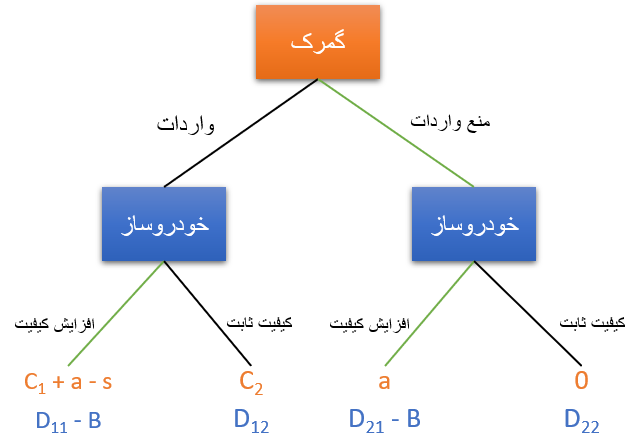 گمرک
منع واردات
واردات
خودروساز
خودروساز
کیفیت ثابت
افزایش کیفیت
کیفیت ثابت
افزایش کیفیت
C₁ + a - s
C₂
a
0
D₁₁ - B
D₁₂
D₂₁ - B
D₂₂